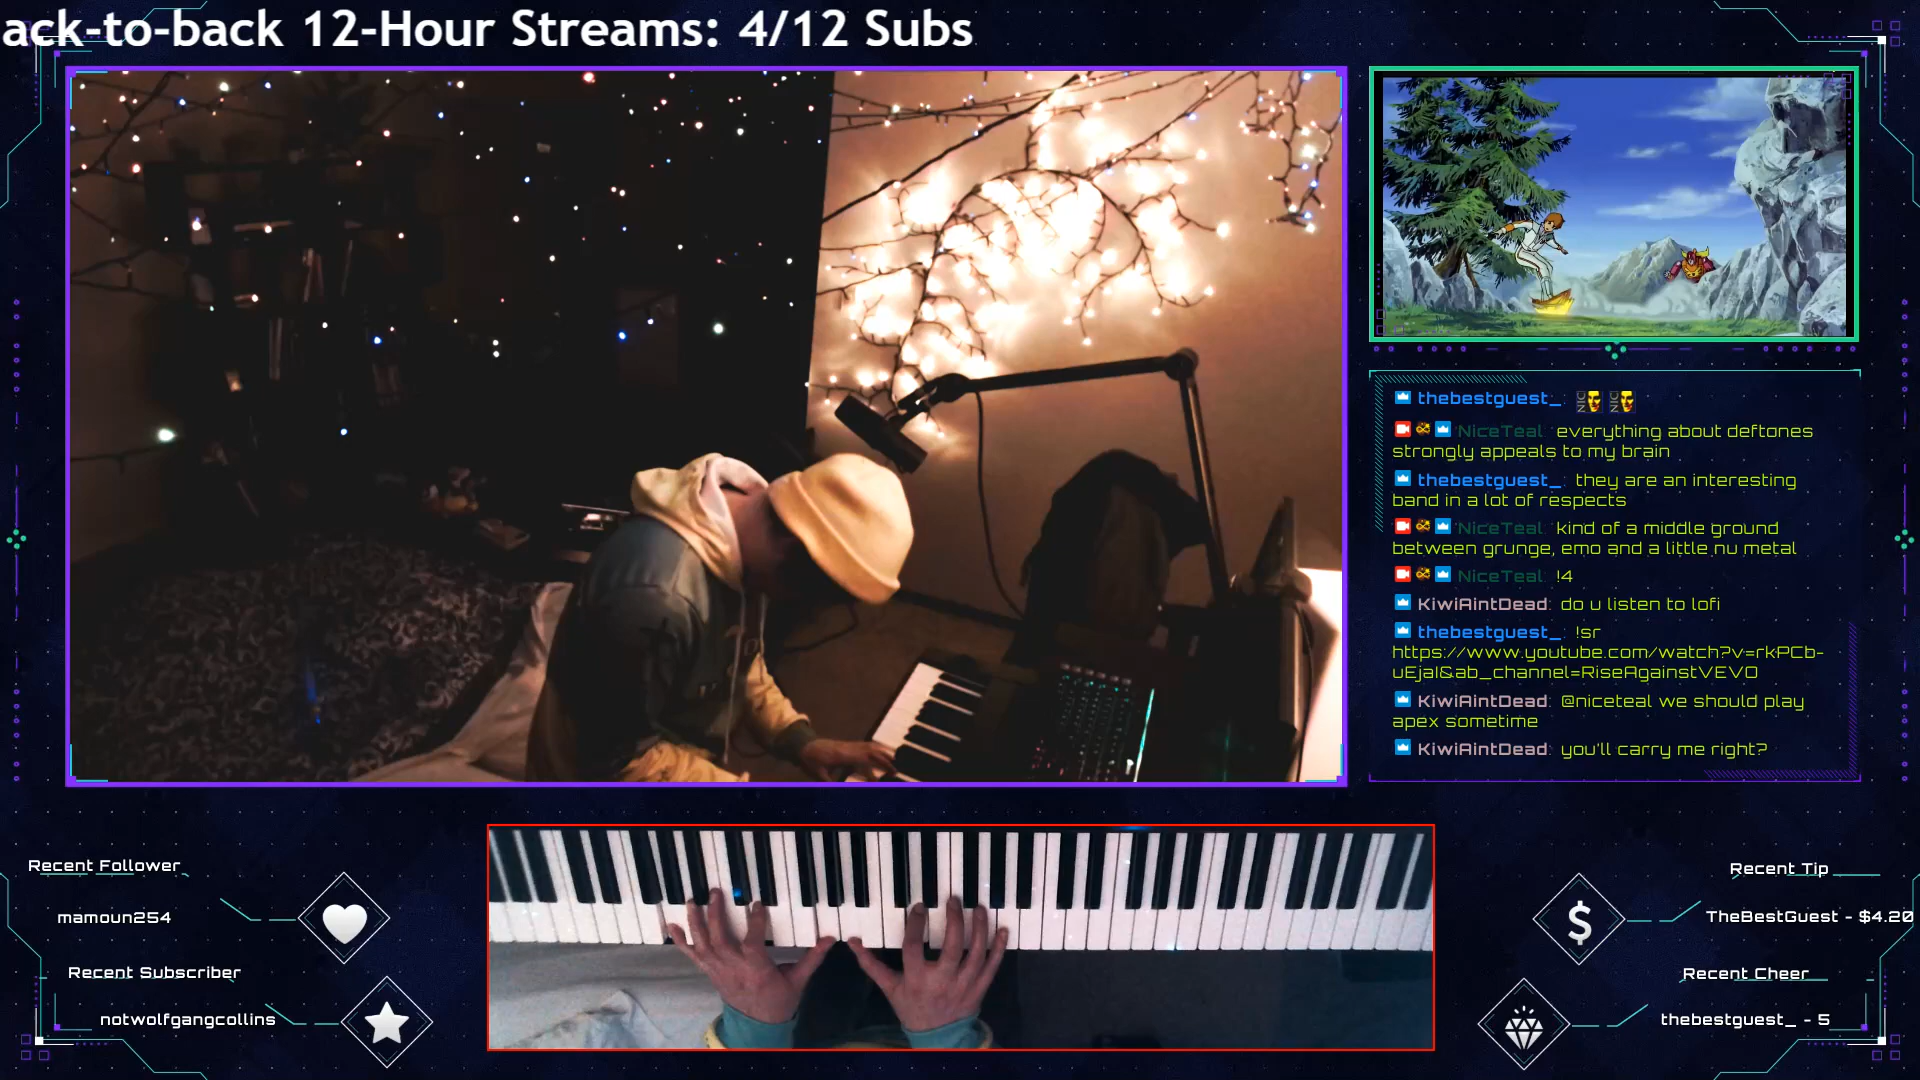 ack-to-back 12-Hour Streams: 4/12 Subs
thebestguest_:
NiceTeal: everything about deftones
strongly appeals to my brain
thebestguest_: they are an interesting
band in a lot of respects
NiceTeal: kind of a middle ground
between grunge, emo and a little nu metal
NiceTeal: !4
KiwiAintDead: do u listen to lofi
thebestguest_: !sr
https://www.youtube.com/watch?v=rkPCb-
uEjaI&ab_channel=RiseAgainstVEVO
KiwiAintDead: @niceteal we should play
apex sometime
KiwiAintDead: you'll carry me right?
Recent Follower
mamoun254
Recent Subscriber
notwolfgangcollins
Recent Tip
TheBestGuest - $4.20
Recent Cheer
thebestguest_ - 5